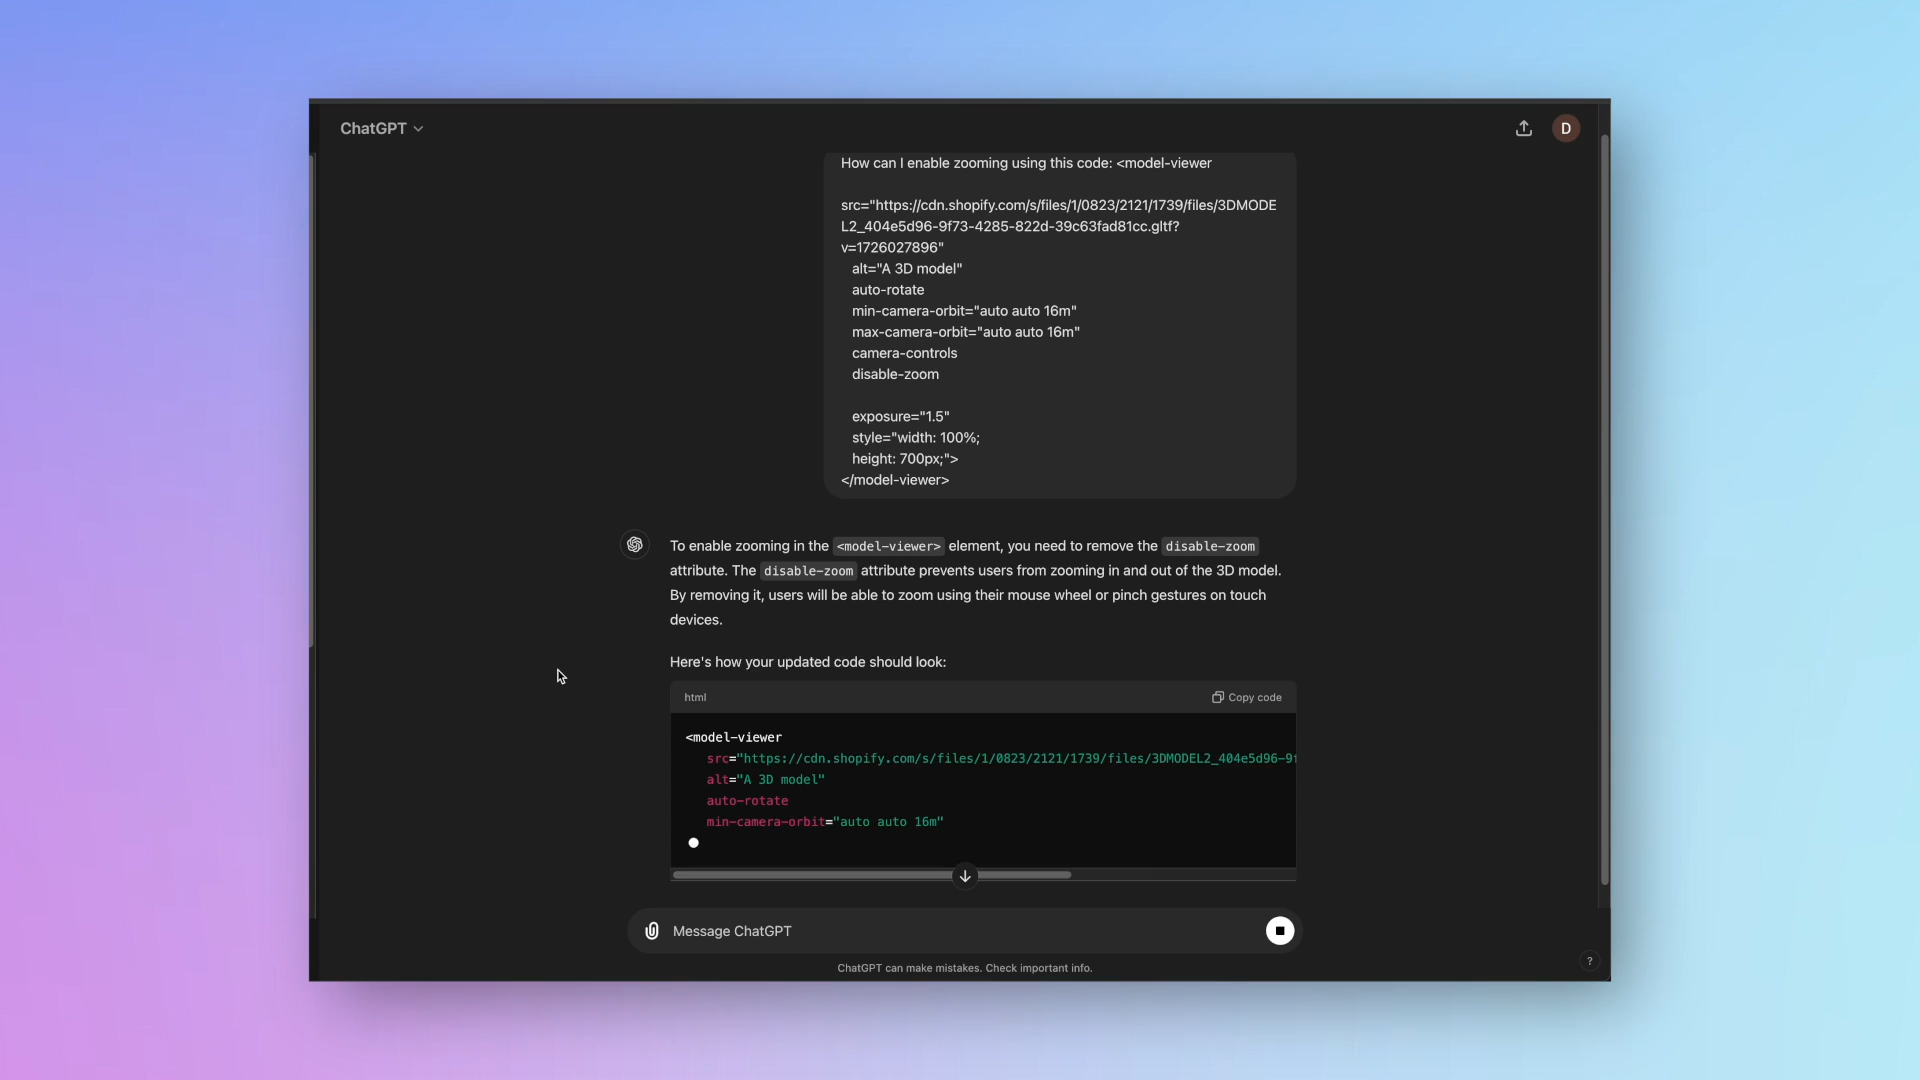 ChatGPT
D
How can I enable zooming using this code: <model-viewer
src="https://cdn.shopify.com/s/files/1/0823/2121/1739/files/3DMODE
L2_404e5d96-9f73-4285-822d-39c63fad81cc.gltf?
v=1726027896"
alt="A 3D model"
auto-rotate
min-camera-orbit="auto auto 16m"
max-camera-orbit="auto auto 16m"
camera-controls
disable-zoom
exposure="1.5"
style="width: 100%;
height: 700px;">
</model-viewer>
To enable zooming in the <model-viewer> element, you need to remove the disable-zoom
attribute. The disable-zoom attribute prevents users from zooming in and out of the 3D model.
By removing it, users will be able to zoom using their mouse wheel or pinch gestures on touch
devices.
Here's how your updated code should look:
html Copy code
<model-viewer
src="https://cdn.shopify.com/s/files/1/0823/2121/1739/files/3DMODEL2_404e5d96-9f
alt="A 3D model"
auto-rotate
min-camera-orbit="auto auto 16m"
Message ChatGPT
ChatGPT can make mistakes. Check important info.
?